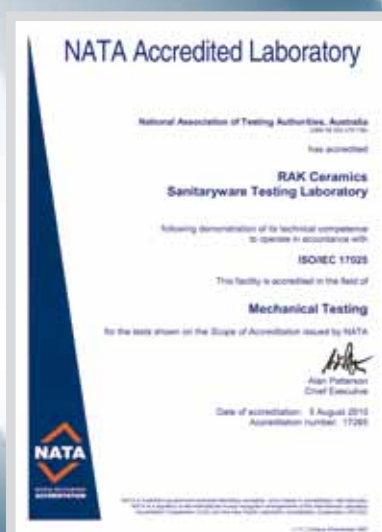 NATA Accredited Laboratory
National Association of Testing Authorities, Australia
has accredited
RAK Ceramics
Sanitaryware Testing Laboratory
following demonstration of its technical competence
to operate in accordance with
ISO/IEC 17025
This facility is accredited in the field of
Mechanical Testing
for the tests shown on the Scope of Accreditation issued by NATA
Alan Patterson
Chief Executive
Date of accreditation: 5 August 2010
Accreditation number: 17265
NATA
ACCREDITATION